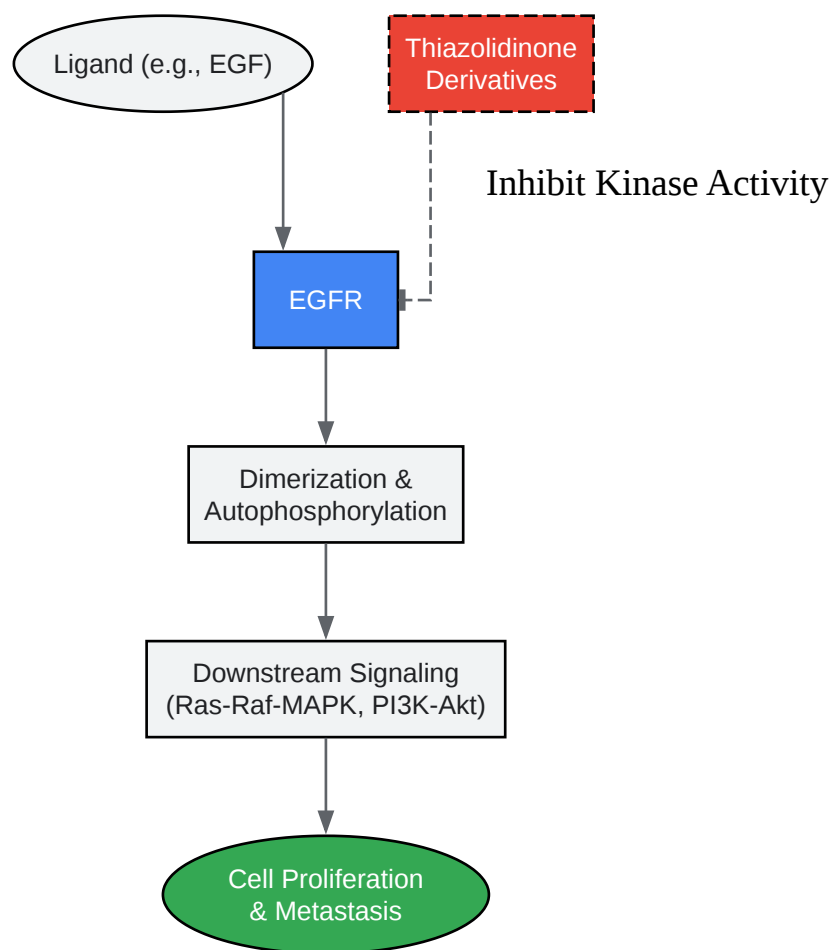 Ligand (e.g., EGF)
Thiazolidinone
Derivatives
Inhibit Kinase Activity
EGFR
Dimerization &
Autophosphorylation
Downstream Signaling
(Ras-Raf-MAPK, PI3K-Akt)
Cell Proliferation
& Metastasis